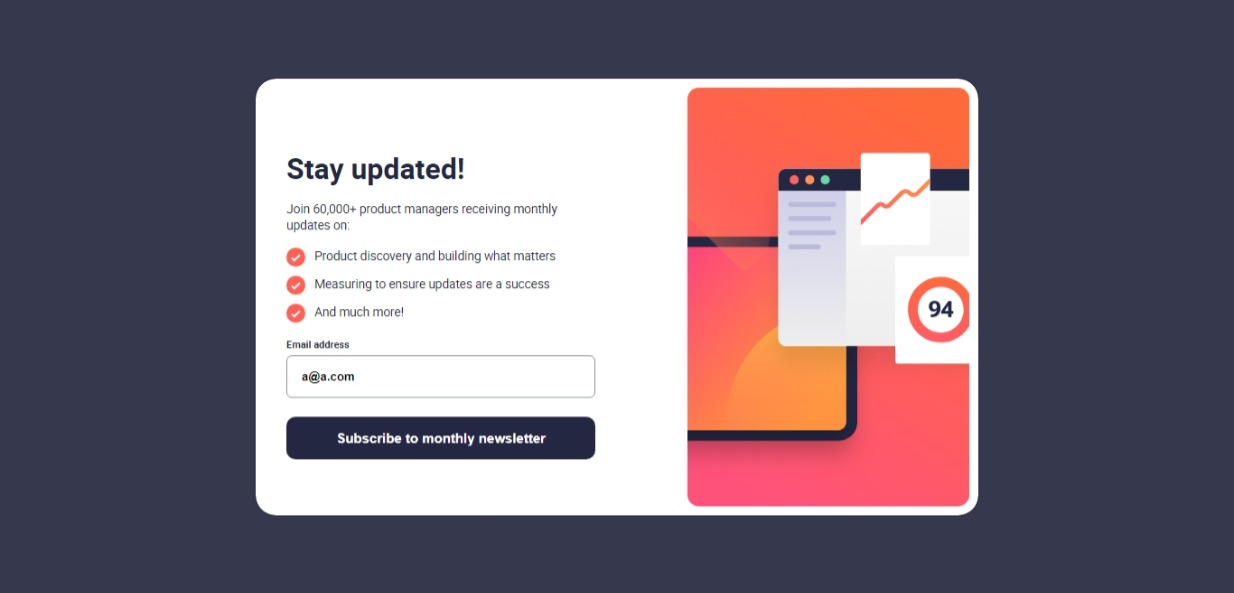 Stay updated!
Join 60,000+ product managers receiving monthly
updates on:
Product discovery and building what matters
Measuring to ensure updates are a success
And much more!
Email address
a@a.com
Subscribe to monthly newsletter
94